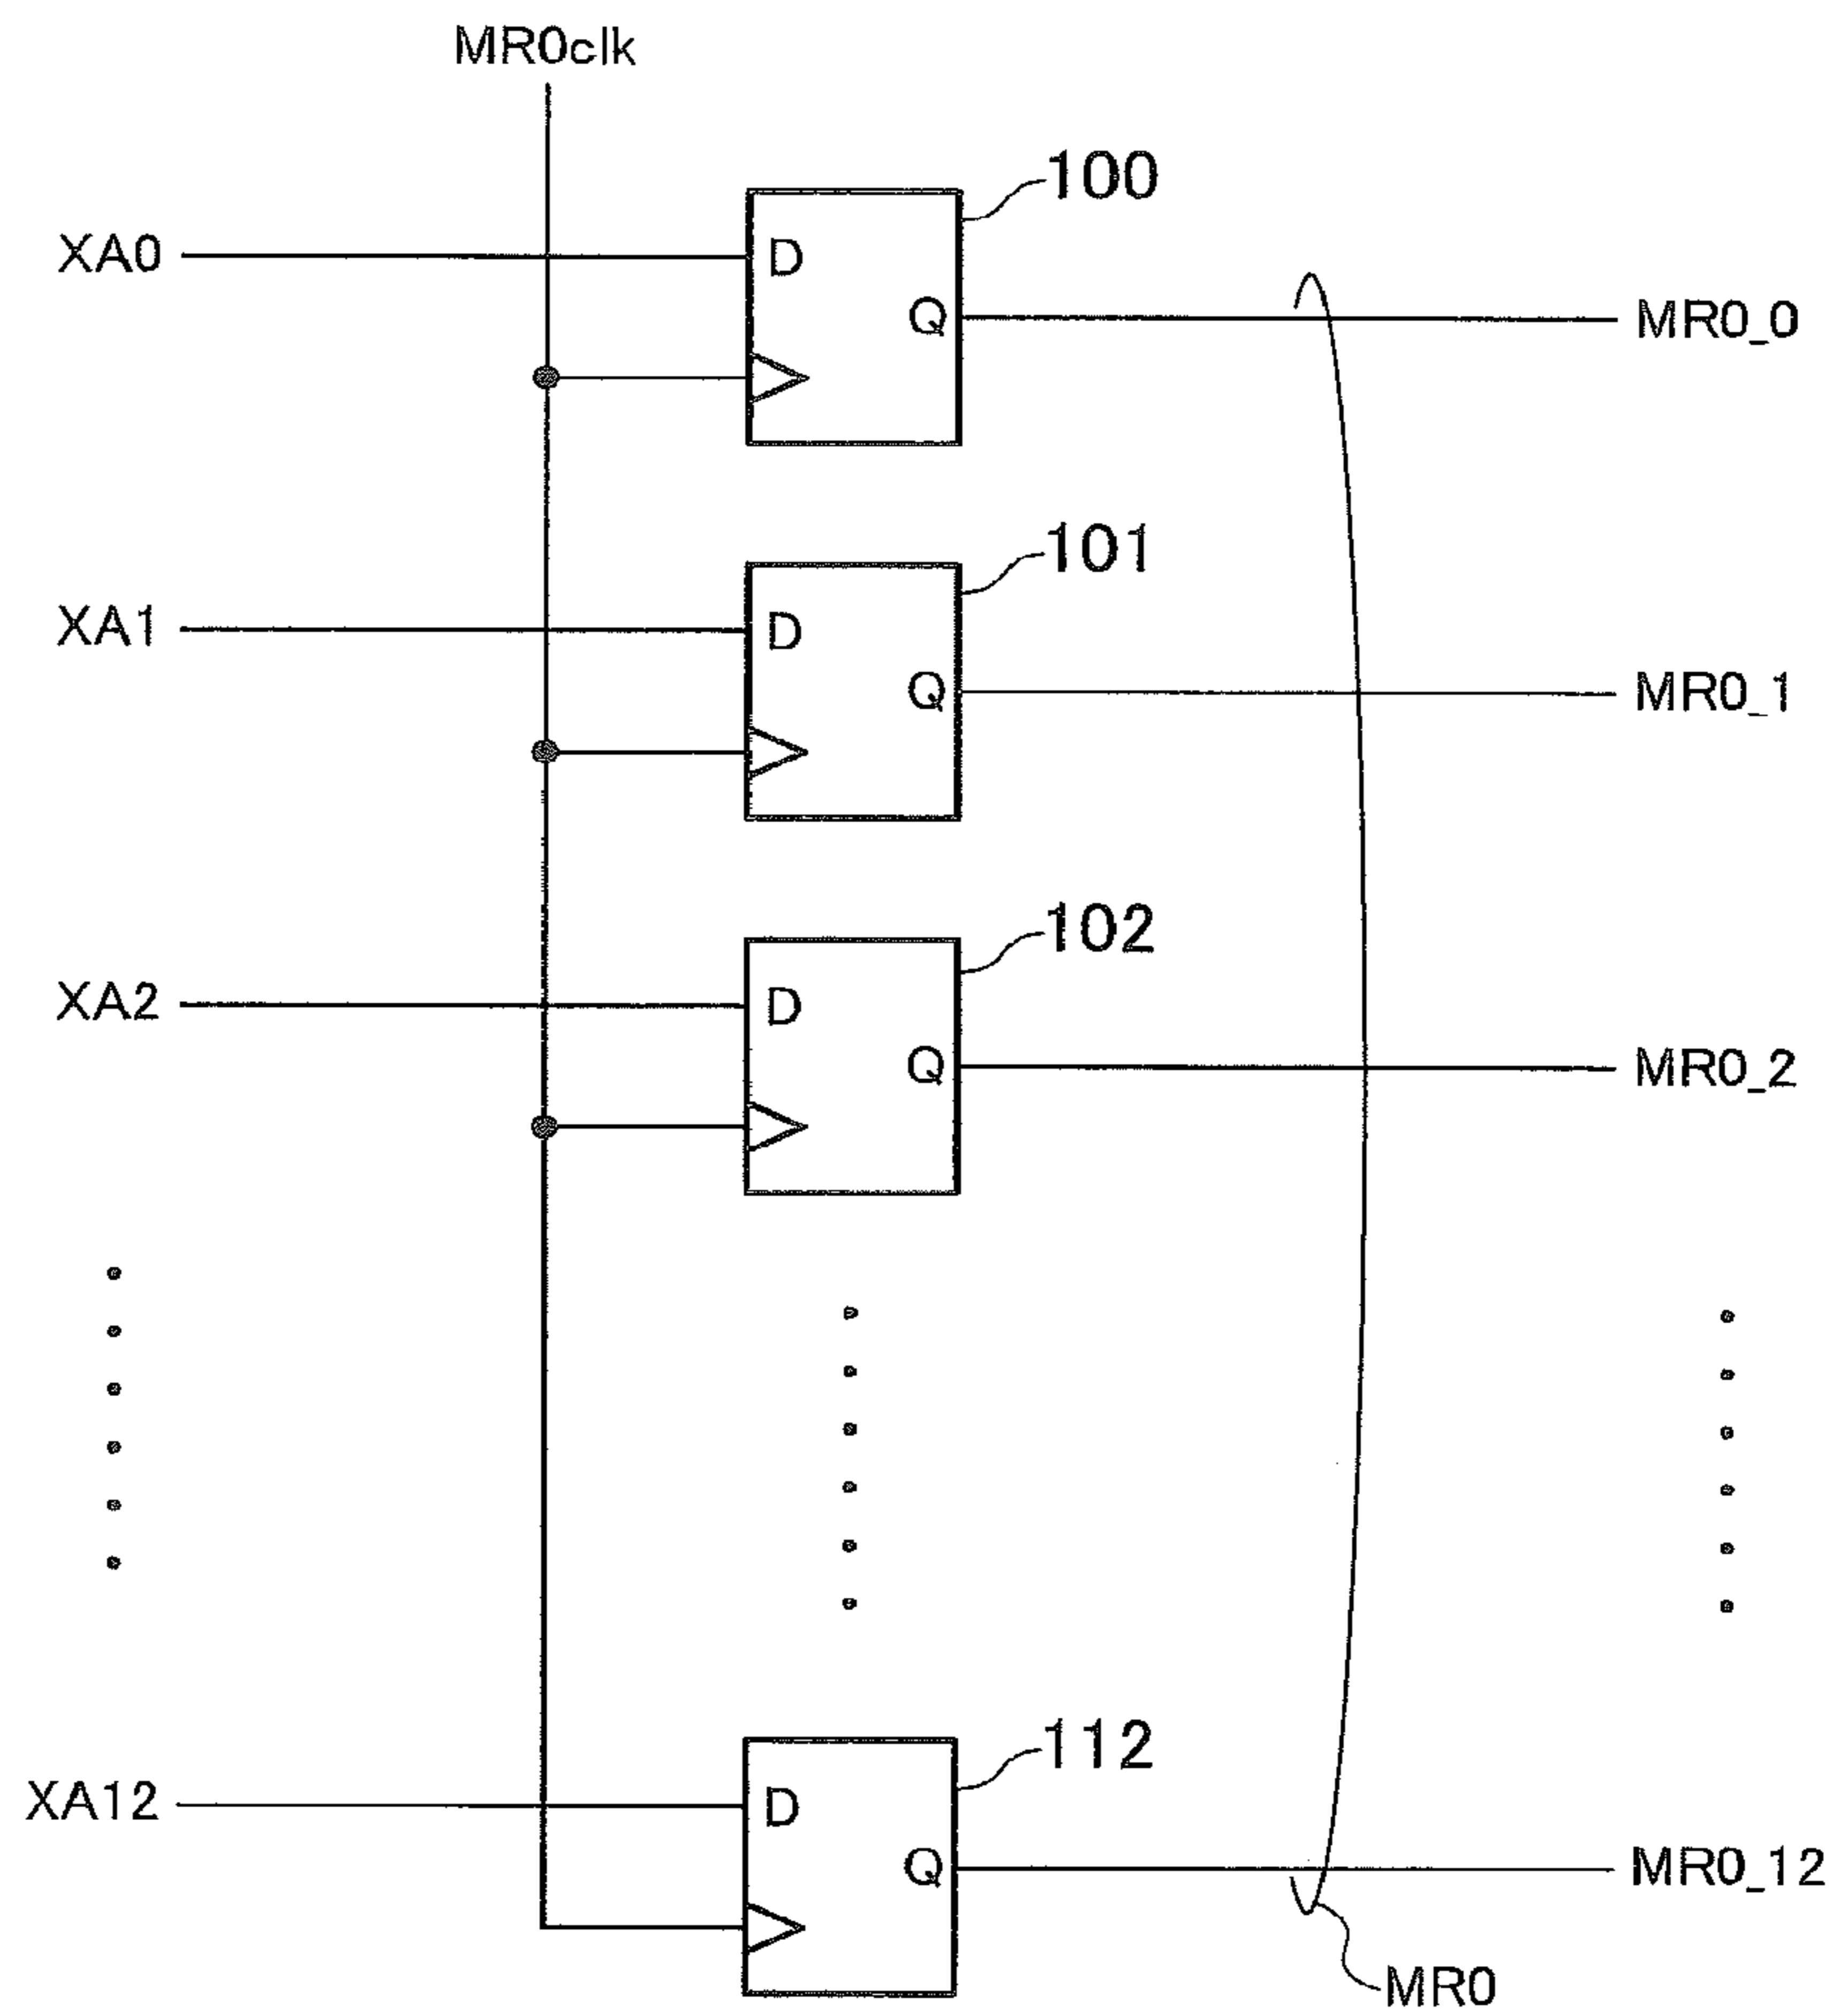 MR0clk
100
XA0
D
Q
MR0_0
101
XA1
D
Q
MR0_1
102
XA2
D
Q
MR0_2
112
XA12
D
Q
MR0_12
MR0